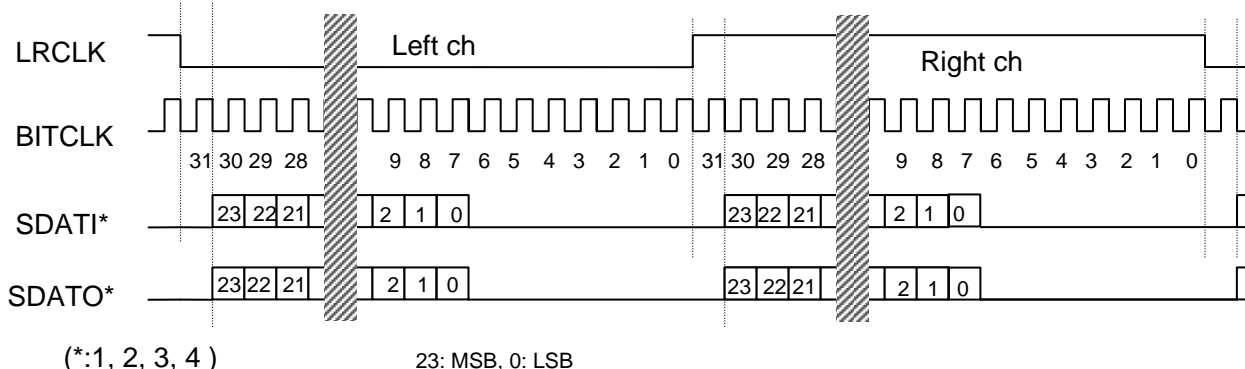 LRCLK Left ch Right ch
BITCLK
31 30 29 28 9 8 7 6 5 4 3 2 1 0 31 30 29 28 9 8 7 6 5 4 3 2 1 0
SDATI* 23 22 21 2 1 0 23 22 21 2 1 0
SDATO* 23 22 21 2 1 0 23 22 21 2 1 0
(*:1, 2, 3, 4 ) 23: MSB, 0: LSB